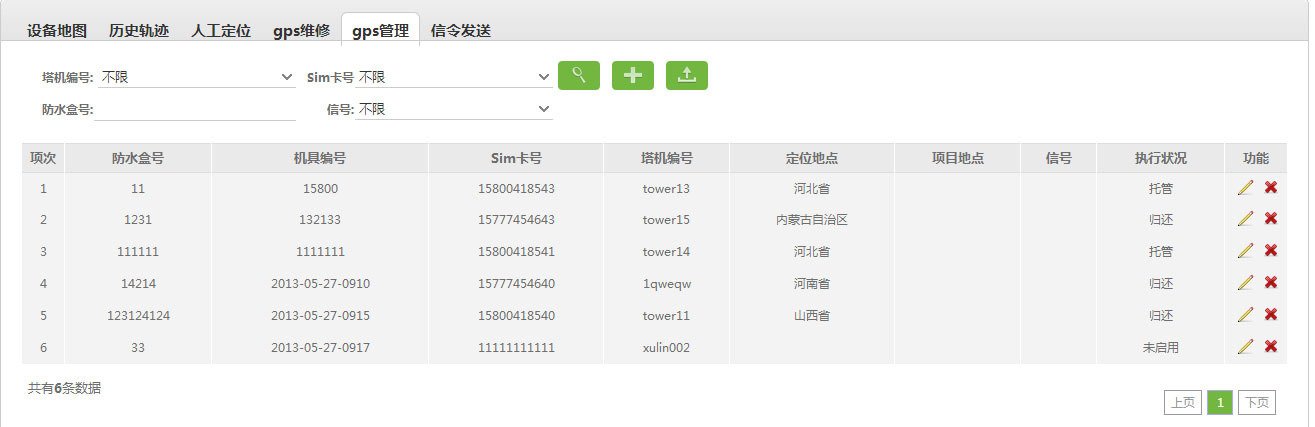 设备地图 历史轨迹 人工定位 gps维修 gps管理 信令发送
塔机编号: 不限 Sim卡号 不限
防水盒号: 信号: 不限
项次 防水盒号 机具编号 Sim卡号 塔机编号 定位地点 项目地点 信号 执行状况 功能
1 11 15800 15800418543 tower13 河北省 托管
2 1231 132133 15777454643 tower15 内蒙古自治区 归还
3 111111 1111111 15800418541 tower14 河北省 托管
4 14214 2013-05-27-0910 15777454640 1qweqw 河南省 归还
5 123124124 2013-05-27-0915 15800418540 tower11 山西省 归还
6 33 2013-05-27-0917 11111111111 xulin002 未启用
共有6条数据
上页 1 下页